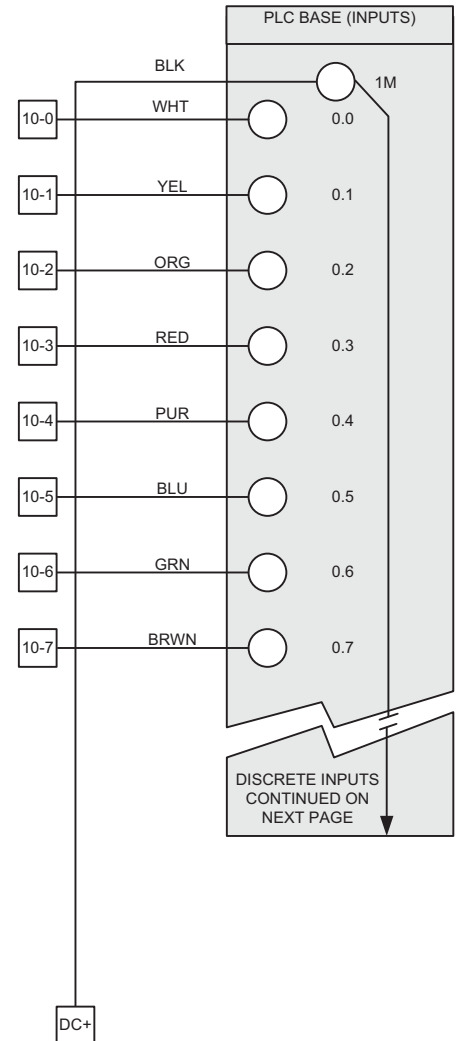 PLC BASE (INPUTS)
BLK
1M
10-0 WHT 0.0
10-1 YEL 0.1
10-2 ORG 0.2
10-3 RED 0.3
10-4 PUR 0.4
10-5 BLU 0.5
10-6 GRN 0.6
10-7 BRWN 0.7
DISCRETE INPUTS
CONTINUED ON
NEXT PAGE
DC+